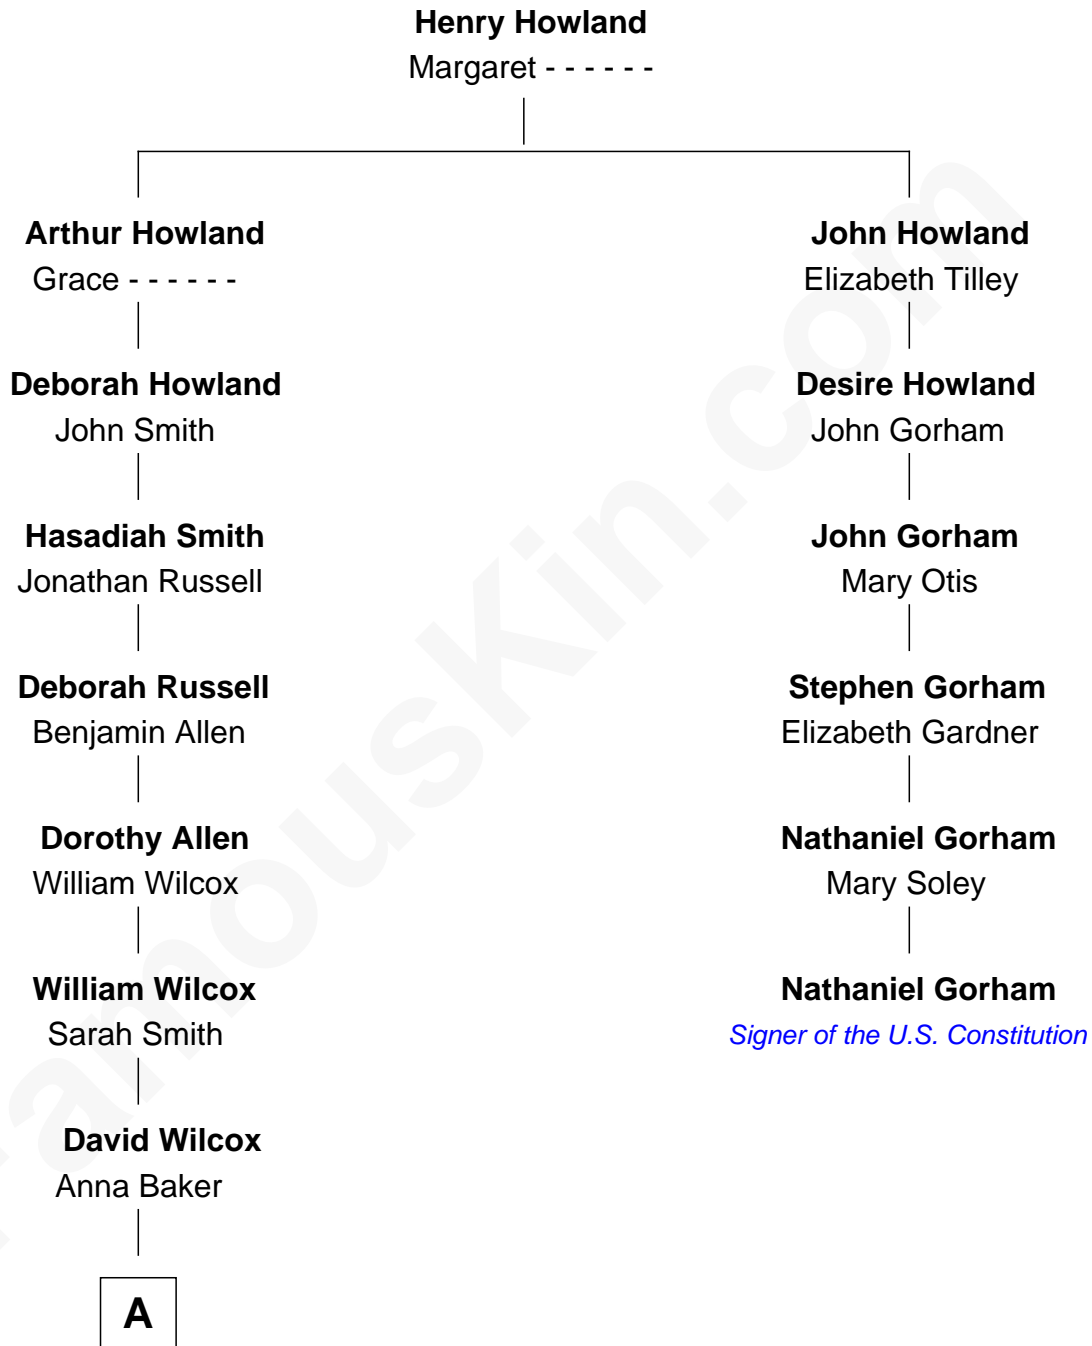 Henry Howland
Margaret - - - - - -
Arthur Howland
Grace - - - - - -
John Howland
Elizabeth Tilley
Deborah Howland
John Smith
Desire Howland
John Gorham
Hasadiah Smith
Jonathan Russell
John Gorham
Mary Otis
Deborah Russell
Benjamin Allen
Stephen Gorham
Elizabeth Gardner
Dorothy Allen
William Wilcox
Nathaniel Gorham
Mary Soley
William Wilcox
Sarah Smith
Nathaniel Gorham
Signer of the U.S. Constitution
David Wilcox
Anna Baker
A
FamousKin.com